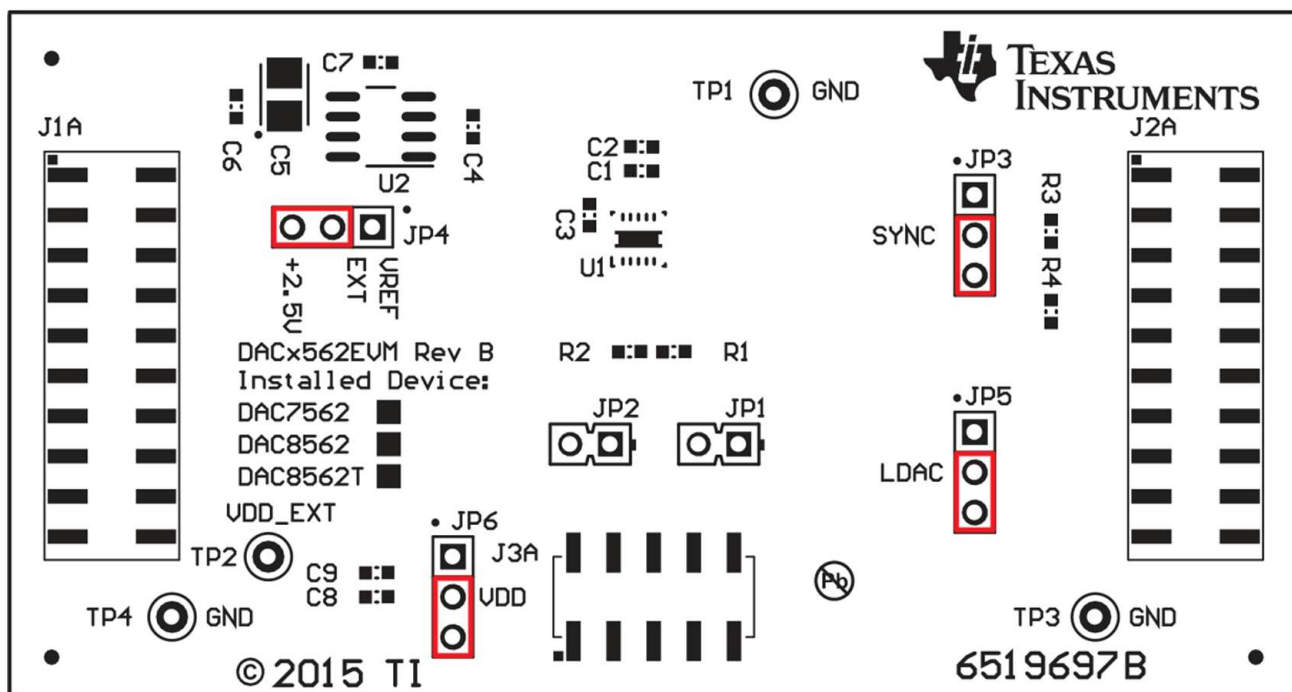 C7
TP1 GND
TEXAS
INSTRUMENTS
J1A
C6
C5
C4
U2
C2
C1
C3
U1
JP4
+2.5V
EXT
VREF
JP3
SYNC
R3
R4
J2A
DACx562EVM Rev B
Installed Device:
DAC7562
DAC8562
DAC8562T
R2 R1
JP2 JP1
JP5
LDAC
VDD_EXT
TP2
JP6
J3A
VDD
C9
C8
TP4 GND
Pb
TP3 GND
© 2015 TI
6519697B